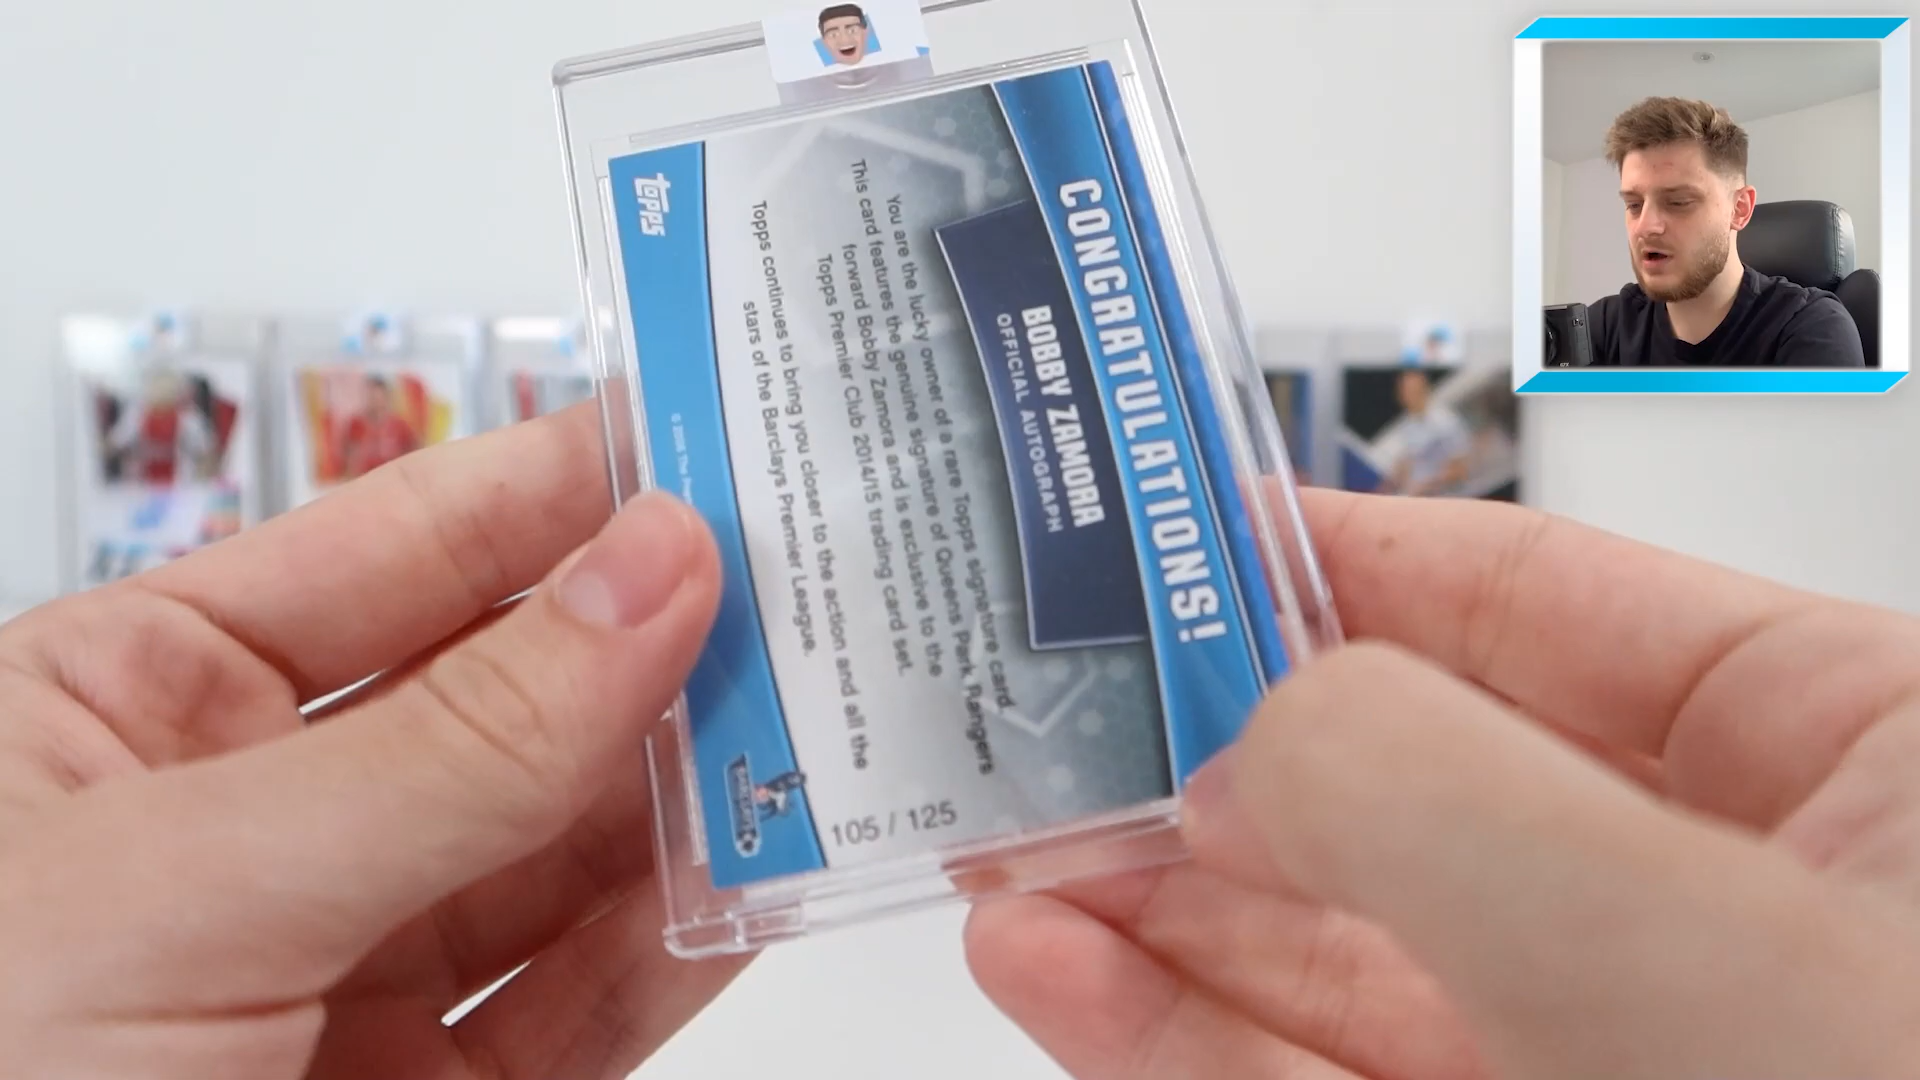 CONGRATULATIONS!
BOBBY ZAMORA
OFFICIAL AUTOGRAPH
You are the lucky owner of a rare Topps signature card.
This card features the genuine signature of Queens Park Rangers
forward Bobby Zamora and is exclusive to the
Topps Premier Club 2014/15 trading card set.
Topps continues to bring you closer to the action and all the
stars of the Barclays Premier League.
105 / 125
topps
© 2015 The